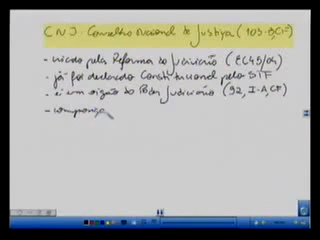 CNJ - Conselho Nacional de Justiça (103-B, CF)
- criado pela Reforma do Judiciário (EC 45/04)
- já foi declarado Constitucional pelo STF
- é um órgão do Poder Judiciário (92, I-A, CF)
- composiça